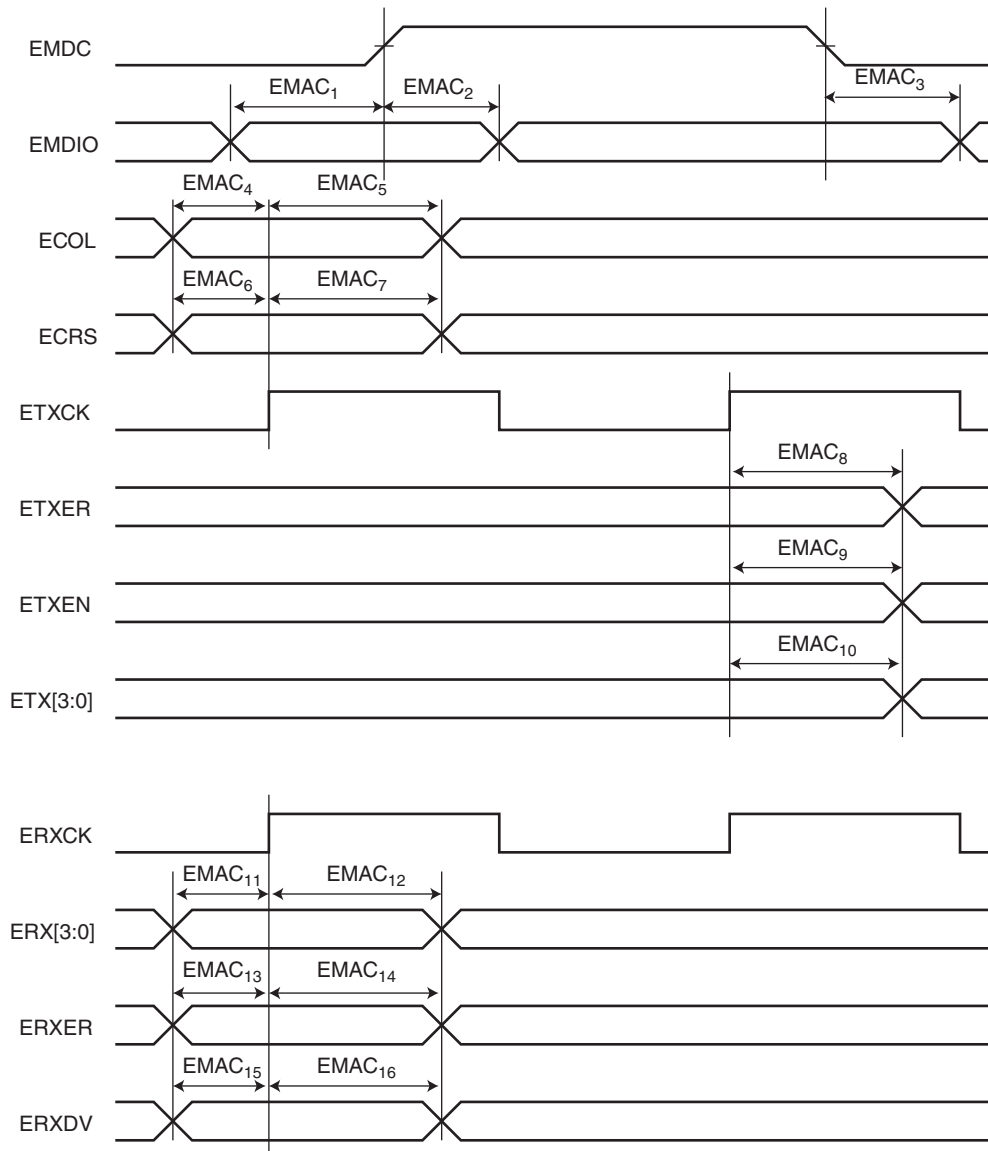 EMDC
EMAC1 EMAC2 EMAC3
EMDIO
EMAC4 EMAC5
ECOL
EMAC6 EMAC7
ECRS
ETXCK
EMAC8
ETXER
EMAC9
ETXEN
EMAC10
ETX[3:0]
ERXCK
EMAC11 EMAC12
ERX[3:0]
EMAC13 EMAC14
ERXER
EMAC15 EMAC16
ERXDV